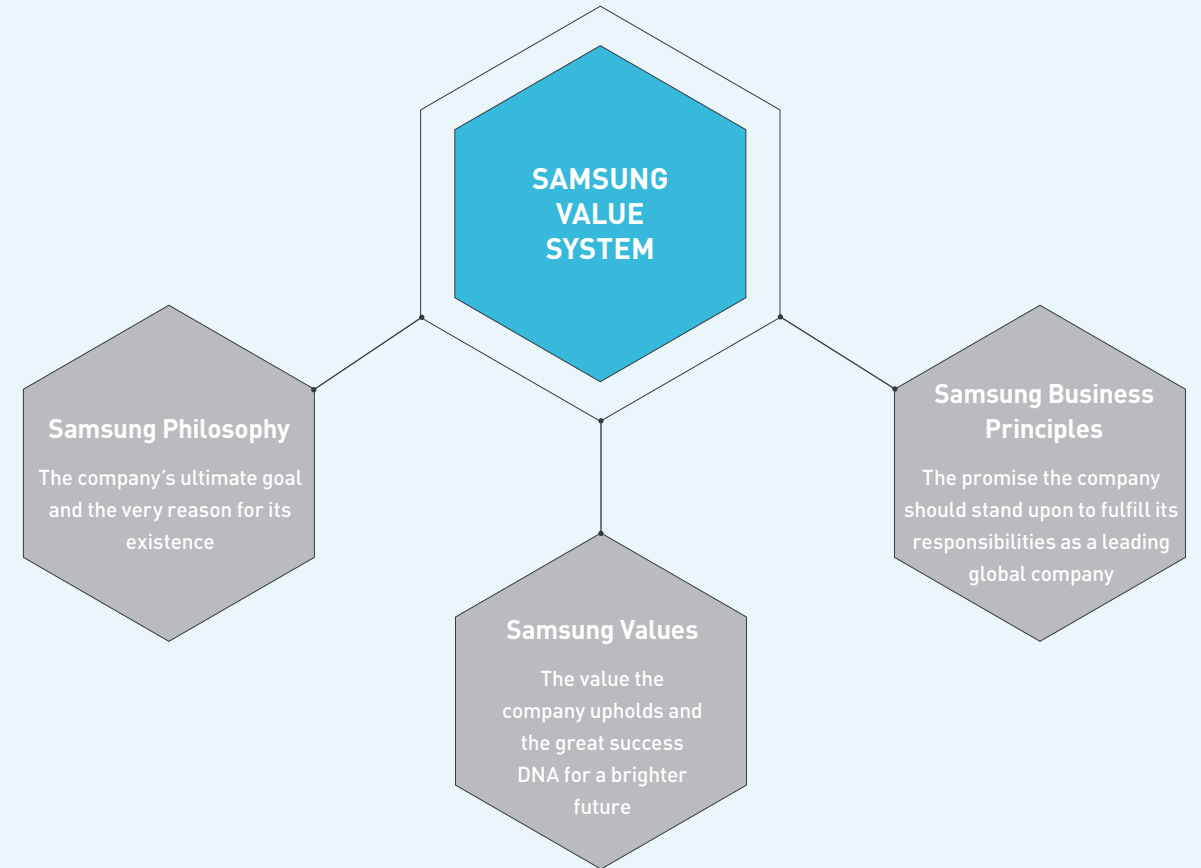 SAMSUNG
VALUE
SYSTEM
Samsung Philosophy
The company’s ultimate goal
and the very reason for its
existence
Samsung Values
The value the
company upholds and
the great success
DNA for a brighter
future
Samsung Business
Principles
The promise the company
should stand upon to fulfill its
responsibilities as a leading
global company